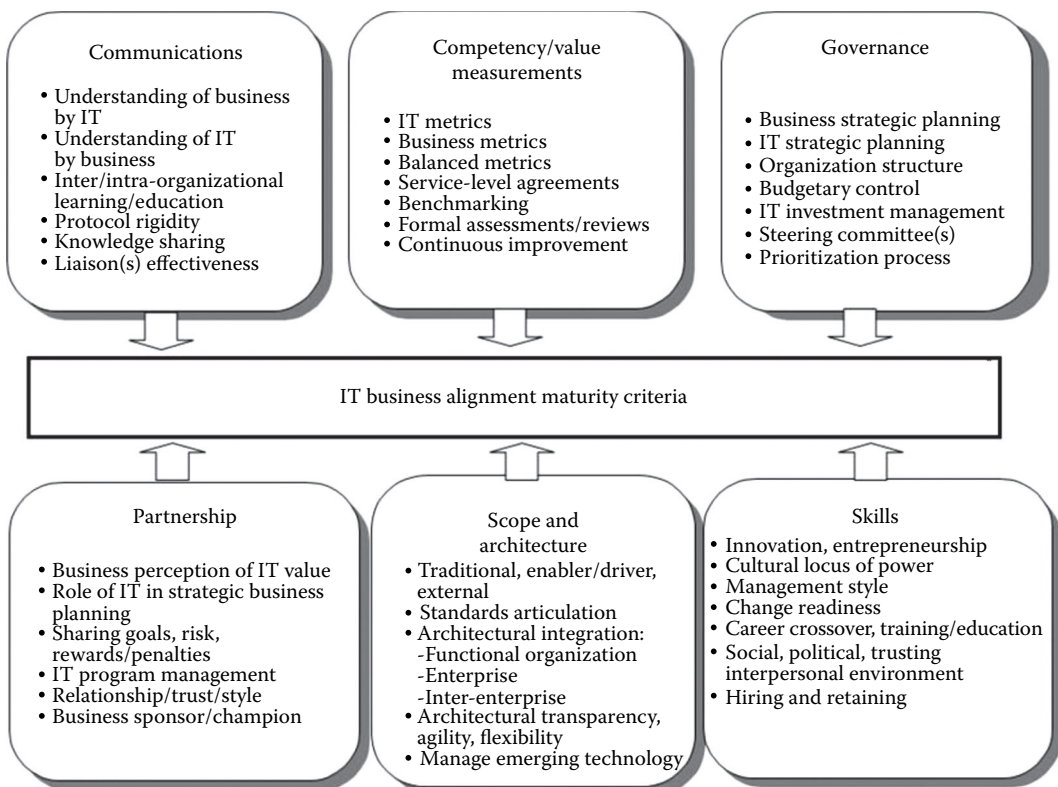 Communications
• Understanding of business
by IT
• Understanding of IT
by business
• Inter/intra-organizational
learning/education
• Protocol rigidity
• Knowledge sharing
• Liaison(s) effectiveness
Competency/value
measurements
• IT metrics
• Business metrics
• Balanced metrics
• Service-level agreements
• Benchmarking
• Formal assessments/reviews
• Continuous improvement
Governance
• Business strategic planning
• IT strategic planning
• Organization structure
• Budgetary control
• IT investment management
• Steering committee(s)
• Prioritization process
IT business alignment maturity criteria
Partnership
• Business perception of IT value
• Role of IT in strategic business
planning
• Sharing goals, risk,
rewards/penalties
• IT program management
• Relationship/trust/style
• Business sponsor/champion
Scope and
architecture
• Traditional, enabler/driver,
external
• Standards articulation
• Architectural integration:
-Functional organization
-Enterprise
-Inter-enterprise
• Architectural transparency,
agility, flexibility
• Manage emerging technology
Skills
• Innovation, entrepreneurship
• Cultural locus of power
• Management style
• Change readiness
• Career crossover, training/education
• Social, political, trusting
interpersonal environment
• Hiring and retaining